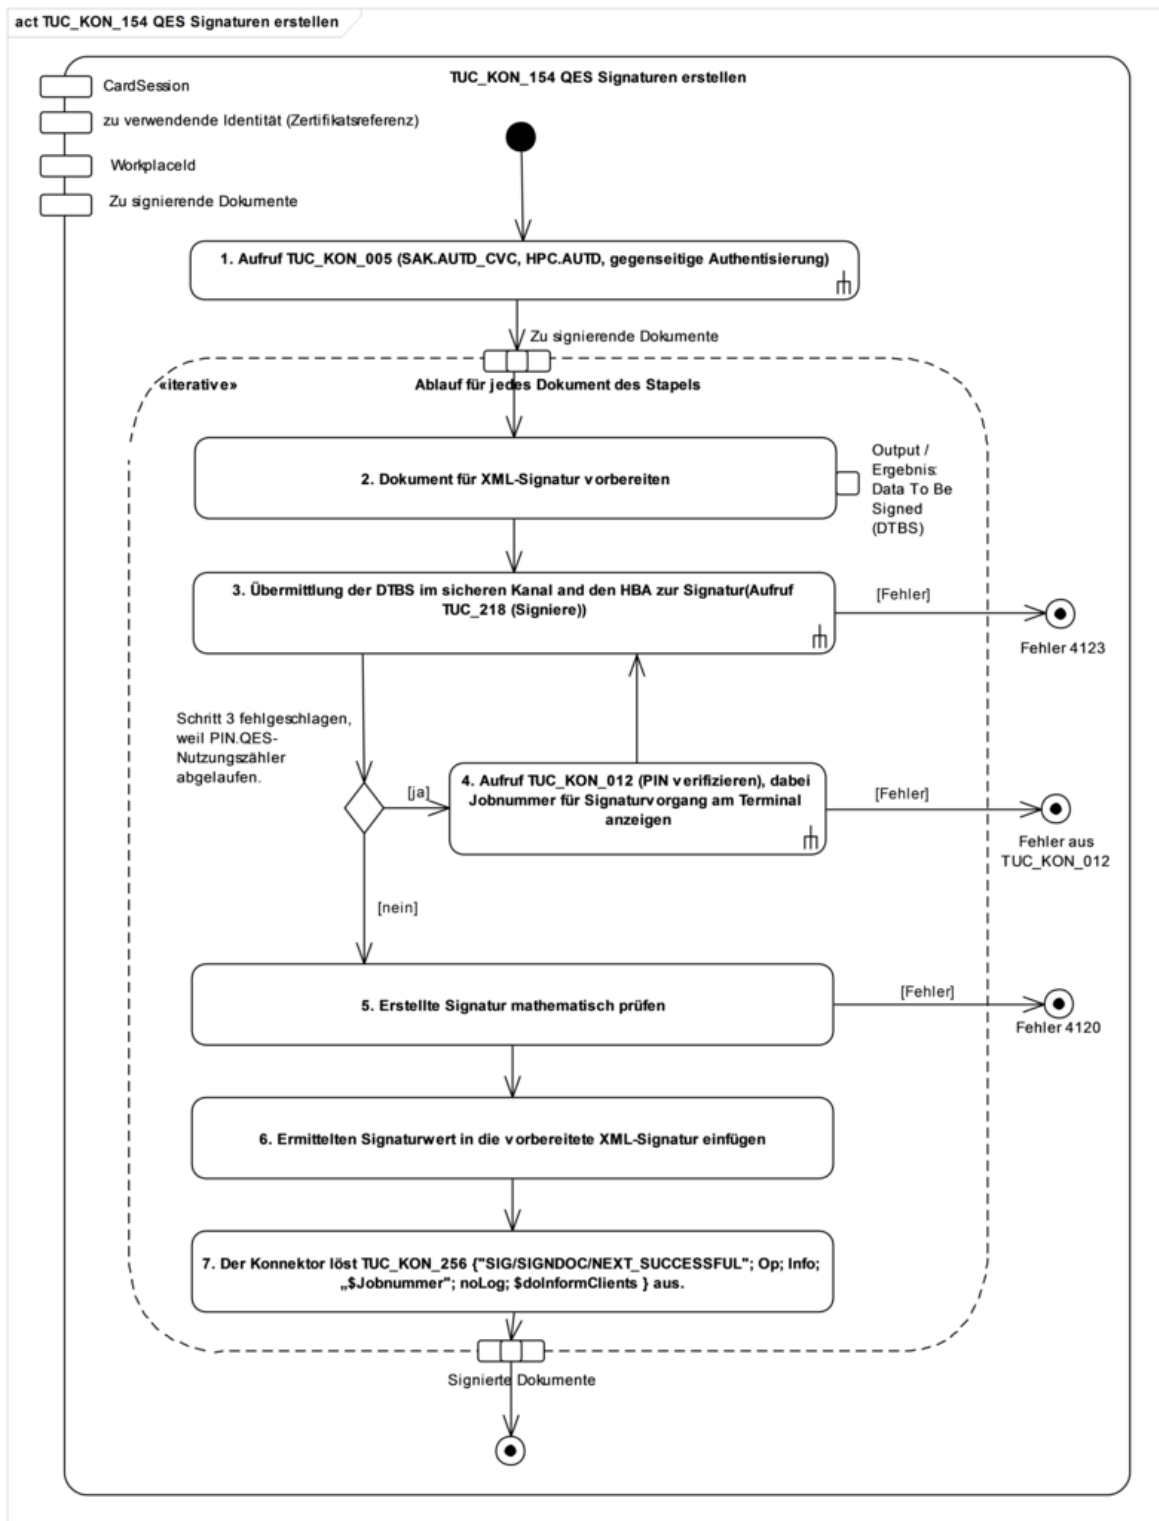 act TUC_KON_154 QES Signaturen erstellen
TUC_KON_154 QES Signaturen erstellen
CardSession
zu verwendende Identität (Zertifikatsreferenz)
WorkplaceId
Zu signierende Dokumente
1. Aufruf TUC_KON_005 (SAK.AUTD_CVC, HPC.AUTD, gegenseitige Authentisierung)
Zu signierende Dokumente
«iterative»
Ablauf für jedes Dokument des Stapels
2. Dokument für XML-Signatur vorbereiten
Output /
Ergebnis:
Data To Be
Signed
(DTBS)
3. Übermittlung der DTBS im sicheren Kanal and den HBA zur Signatur(Aufruf
TUC_218 (Signiere))
[Fehler]
Fehler 4123
Schritt 3 fehlgeschlagen,
weil PIN.QES-
Nutzungszähler
abgelaufen.
[ja]
4. Aufruf TUC_KON_012 (PIN verifizieren), dabei
Jobnummer für Signaturvorgang am Terminal
anzeigen
[Fehler]
Fehler aus
TUC_KON_012
[nein]
5. Erstellte Signatur mathematisch prüfen
[Fehler]
Fehler 4120
6. Ermittelten Signaturwert in die vorbereitete XML-Signatur einfügen
7. Der Konnektor löst TUC_KON_256 {"SIG/SIGNDOC/NEXT_SUCCESSFUL"; Op; Info;
„$Jobnummer"; noLog; $doInformClients } aus.
Signierte Dokumente